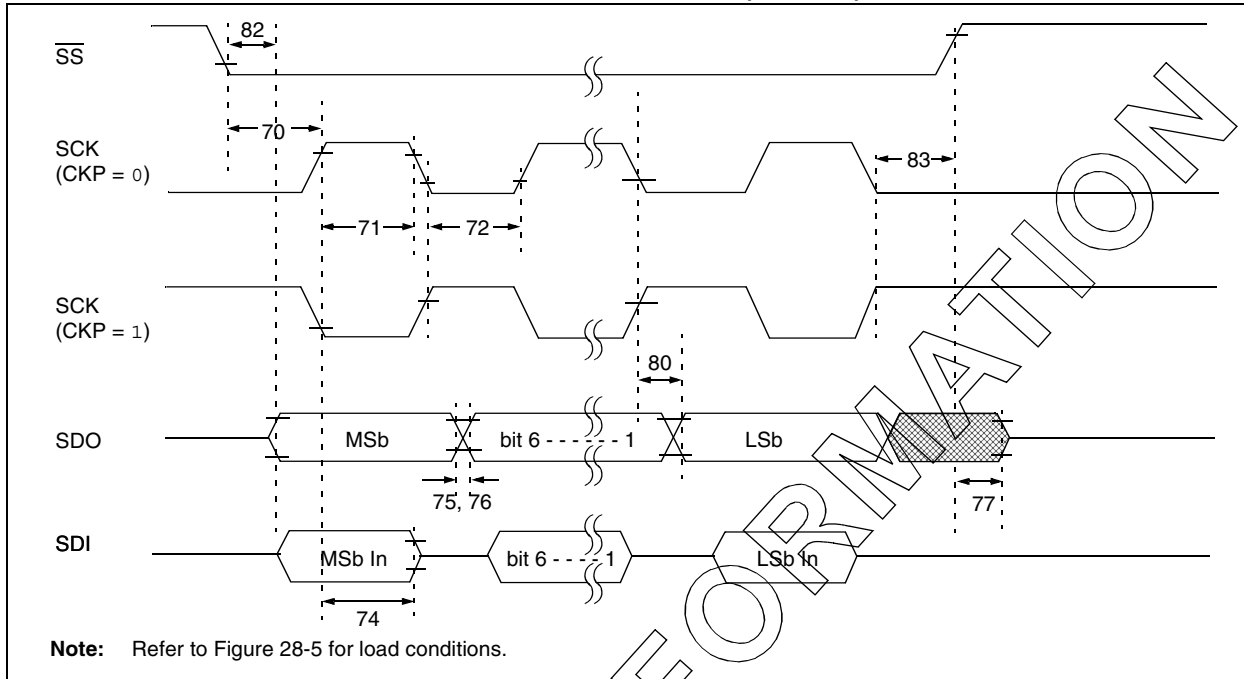 82
SS
70
SCK
(CKP = 0)
83
71
72
SCK
(CKP = 1)
80
SDO
MSb
bit 6 - - - - - - 1
LSb
75, 76
77
SDI
MSb In
bit 6 - - - - 1
LSb In
74
Note: Refer to Figure 28-5 for load conditions.
FORMATION